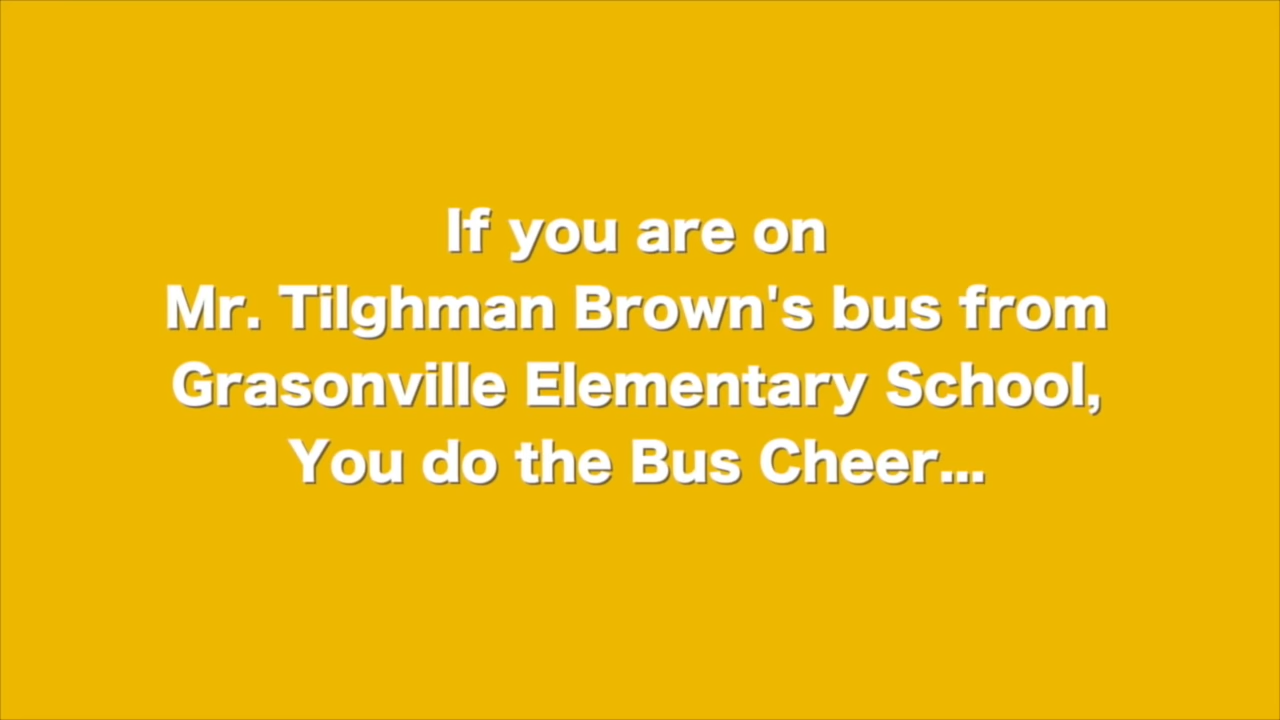 If you are on
Mr. Tilghman Brown's bus from
Grasonville Elementary School,
You do the Bus Cheer...